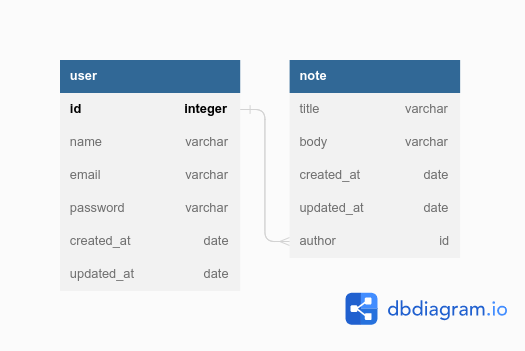 user
id integer
name varchar
email varchar
password varchar
created_at date
updated_at date
note
title varchar
body varchar
created_at date
updated_at date
author id
dbdiagram.io